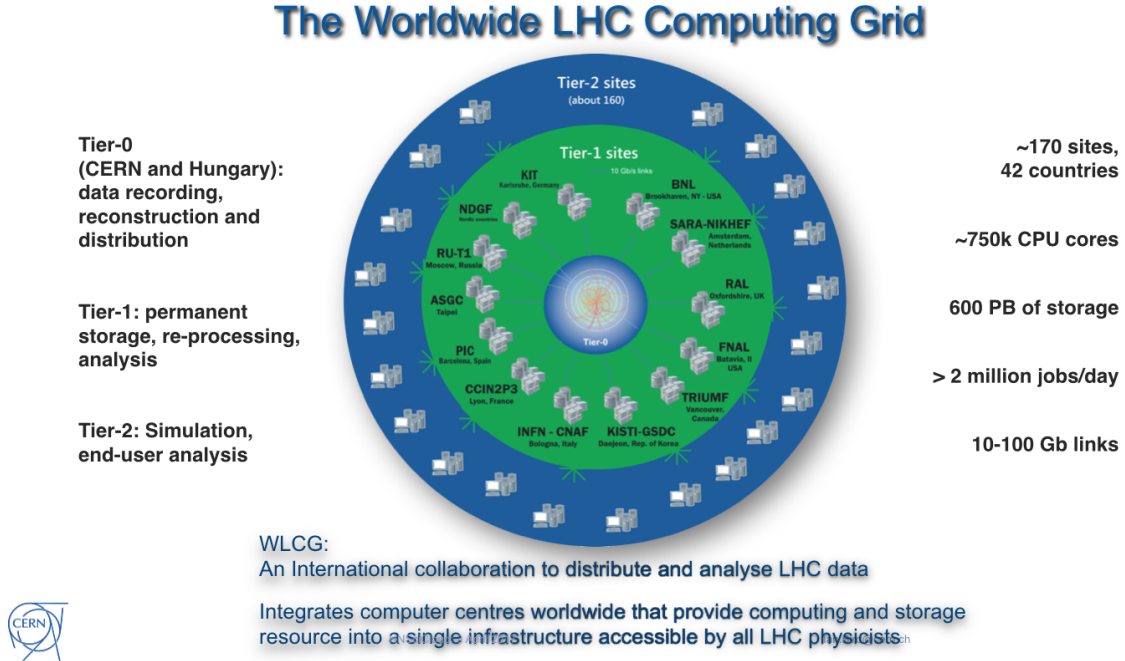 The Worldwide LHC Computing Grid
Tier-2 sites
(about 160)
Tier-1 sites
10 Gb/s links
Tier-0
(CERN and Hungary):
data recording,
reconstruction and
distribution
Tier-1: permanent
storage, re-processing,
analysis
Tier-2: Simulation,
end-user analysis
KIT
Karlsruhe, Germany
NDGF
Nordic countries
RU-T1
Moscow, Russia
ASGC
Taipei
PIC
Barcelona, Spain
CCIN2P3
Lyon, France
INFN - CNAF
Bologna, Italy
KISTI-GSDC
Daejeon, Rep. of Korea
TRIUMF
Vancouver,
Canada
FNAL
Batavia, Il
USA
RAL
Oxfordshire, UK
SARA-NIKHEF
Amsterdam,
Netherlands
BNL
Brookhaven, NY - USA
Tier-0
~170 sites,
42 countries
~750k CPU cores
600 PB of storage
> 2 million jobs/day
10-100 Gb links
WLCG:
An International collaboration to distribute and analyse LHC data
Integrates computer centres worldwide that provide computing and storage
resource into a single infrastructure accessible by all LHC physicists
CERN